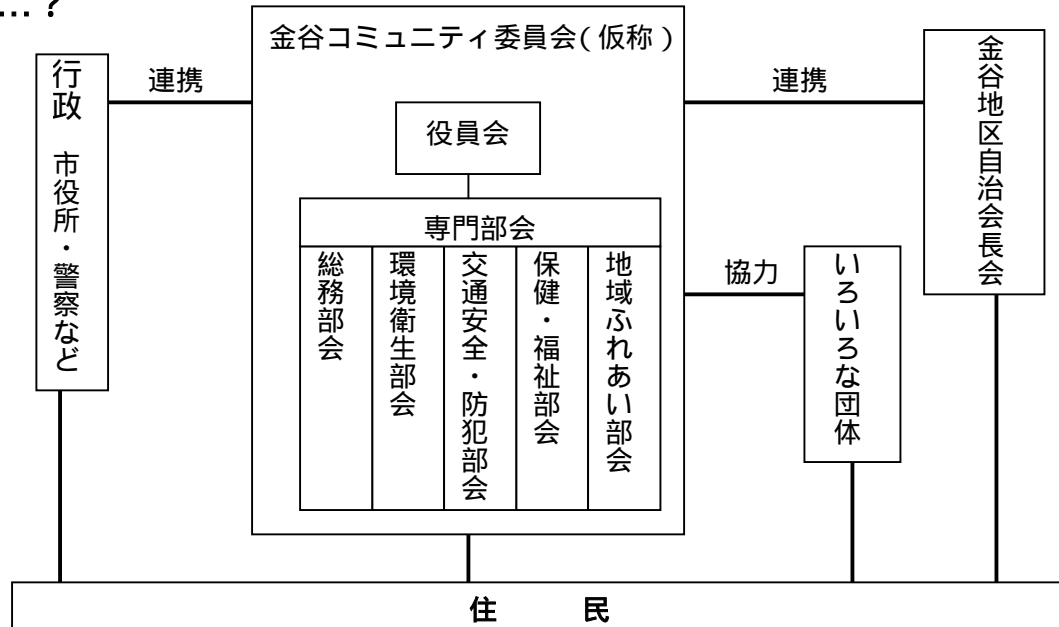 …?
金谷コミュニティ委員会(仮称)
行政 市役所・警察など
連携
連携
金谷地区自治会長会
役員会
専門部会
総務部会
環境衛生部会
交通安全・防犯部会
保健・福祉部会
地域ふれあい部会
協力
いろいろな団体
住 民